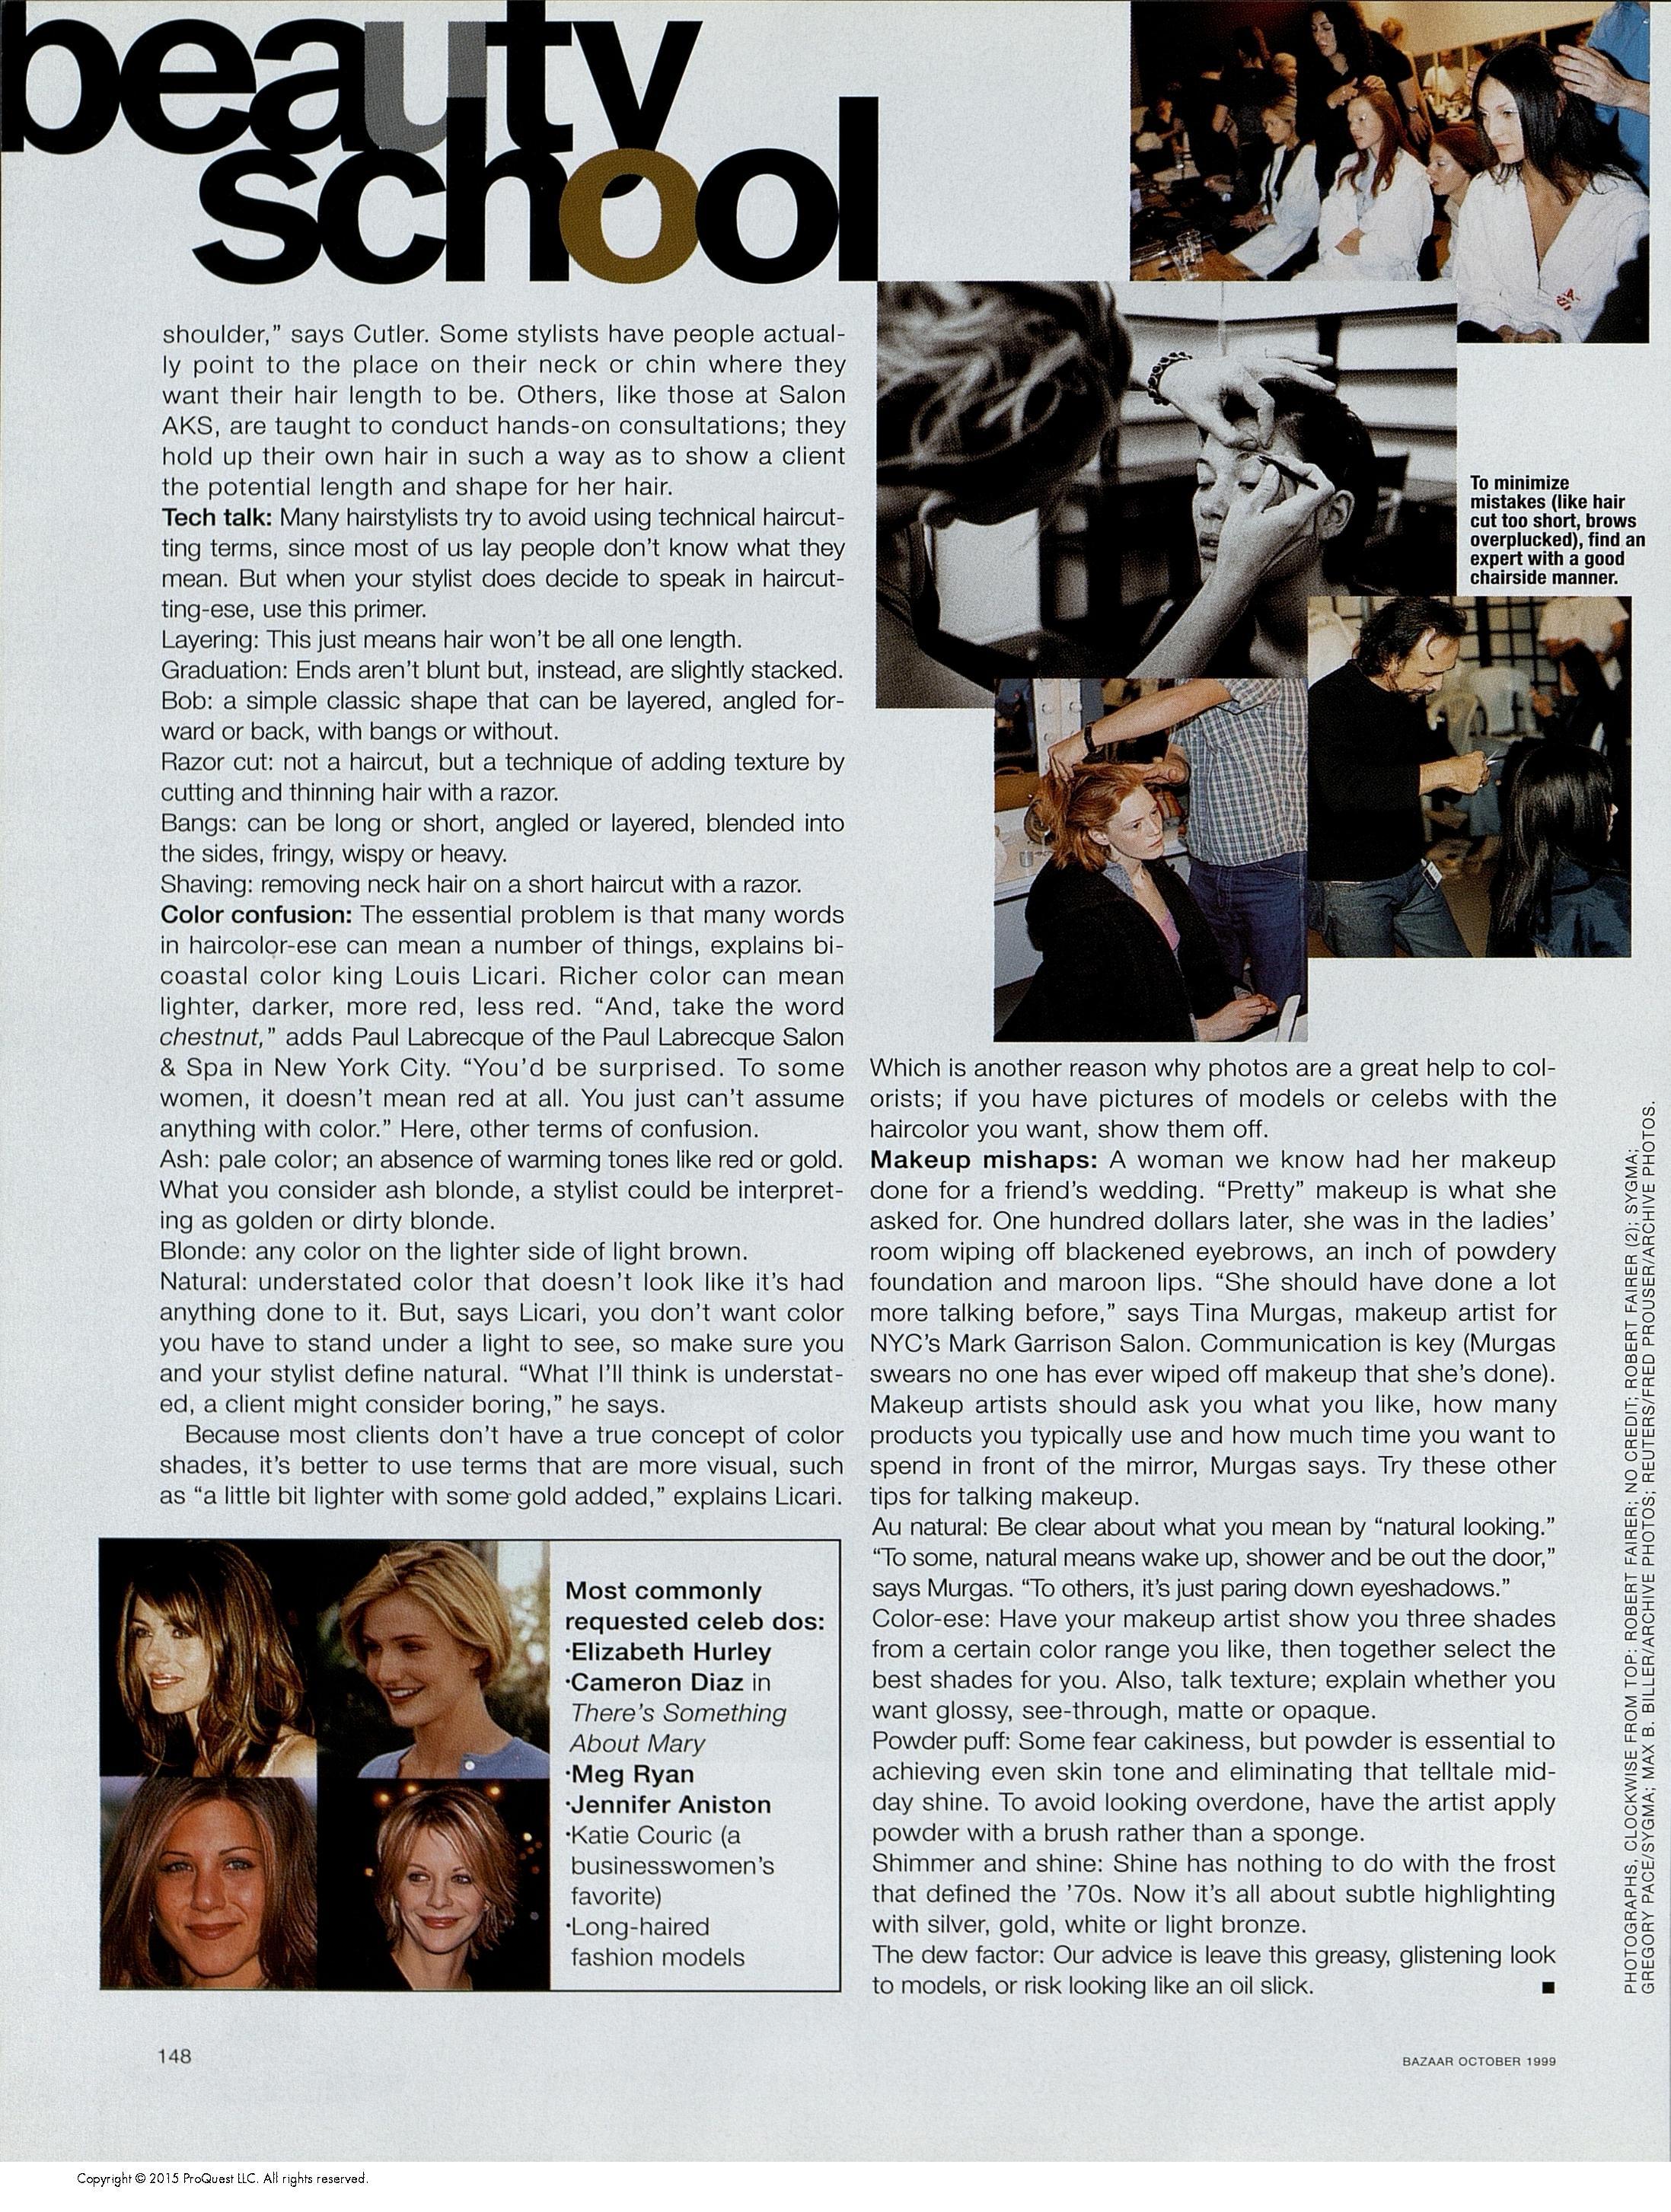 beauty
school
shoulder,” says Cutler. Some stylists have people actual-
ly point to the place on their neck or chin where they
want their hair length to be. Others, like those at Salon
AKS, are taught to conduct hands-on consultations; they
hold up their own hair in such a way as to show a client
the potential length and shape for her hair.
Tech talk: Many hairstylists try to avoid using technical haircut-
ting terms, since most of us lay people don’t know what they
mean. But when your stylist does decide to speak in haircut-
ting-ese, use this primer.
Layering: This just means hair won’t be all one length.
Graduation: Ends aren’t blunt but, instead, are slightly stacked.
Bob: a simple classic shape that can be layered, angled for-
ward or back, with bangs or without.
Razor cut: not a haircut, but a technique of adding texture by
cutting and thinning hair with a razor.
Bangs: can be long or short, angled or layered, blended into
the sides, fringy, wispy or heavy.
Shaving: removing neck hair on a short haircut with a razor.
Color confusion: The essential problem is that many words
in haircolor-ese can mean a number of things, explains bi-
coastal color king Louis Licari. Richer color can mean
lighter, darker, more red, less red. “And, take the word
chestnut,” adds Paul Labrecque of the Paul Labrecque Salon
& Spa in New York City. “You’d be surprised. To some
women, it doesn’t mean red at all. You just can’t assume
anything with color.” Here, other terms of confusion.
Ash: pale color; an absence of warming tones like red or gold.
What you consider ash blonde, a stylist could be interpret-
ing as golden or dirty blonde.
Blonde: any color on the lighter side of light brown.
Natural: understated color that doesn’t look like it’s had
anything done to it. But, says Licari, you don’t want color
you have to stand under a light to see, so make sure you
and your stylist define natural. “What I’ll think is understat-
ed, a client might consider boring,” he says.
Because most clients don’t have a true concept of color
shades, it’s better to use terms that are more visual, such
as “a little bit lighter with some gold added,” explains Licari.
Most commonly
requested celeb dos:
·Elizabeth Hurley
·Cameron Diaz in
There’s Something
About Mary
·Meg Ryan
·Jennifer Aniston
·Katie Couric (a
businesswomen’s
favorite)
·Long-haired
fashion models
To minimize
mistakes (like hair
cut too short, brows
overplucked), find an
expert with a good
chairside manner.
Which is another reason why photos are a great help to col-
orists; if you have pictures of models or celebs with the
haircolor you want, show them off.
Makeup mishaps: A woman we know had her makeup
done for a friend’s wedding. “Pretty” makeup is what she
asked for. One hundred dollars later, she was in the ladies’
room wiping off blackened eyebrows, an inch of powdery
foundation and maroon lips. “She should have done a lot
more talking before,” says Tina Murgas, makeup artist for
NYC’s Mark Garrison Salon. Communication is key (Murgas
swears no one has ever wiped off makeup that she’s done).
Makeup artists should ask you what you like, how many
products you typically use and how much time you want to
spend in front of the mirror, Murgas says. Try these other
tips for talking makeup.
Au natural: Be clear about what you mean by “natural looking.”
“To some, natural means wake up, shower and be out the door,”
says Murgas. “To others, it’s just paring down eyeshadows.”
Color-ese: Have your makeup artist show you three shades
from a certain color range you like, then together select the
best shades for you. Also, talk texture; explain whether you
want glossy, see-through, matte or opaque.
Powder puff: Some fear cakiness, but powder is essential to
achieving even skin tone and eliminating that telltale mid-
day shine. To avoid looking overdone, have the artist apply
powder with a brush rather than a sponge.
Shimmer and shine: Shine has nothing to do with the frost
that defined the ’70s. Now it’s all about subtle highlighting
with silver, gold, white or light bronze.
The dew factor: Our advice is leave this greasy, glistening look
to models, or risk looking like an oil slick.
PHOTOGRAPHS, CLOCKWISE FROM TOP: ROBERT FAIRER; NO CREDIT; ROBERT FAIRER (2); SYGMA;
GREGORY PACE/SYGMA; MAX B. BILLER/ARCHIVE PHOTOS; REUTERS/FRED PROUSER/ARCHIVE PHOTOS.
148
BAZAAR OCTOBER 1999
Copyright © 2015 ProQuest LLC. All rights reserved.